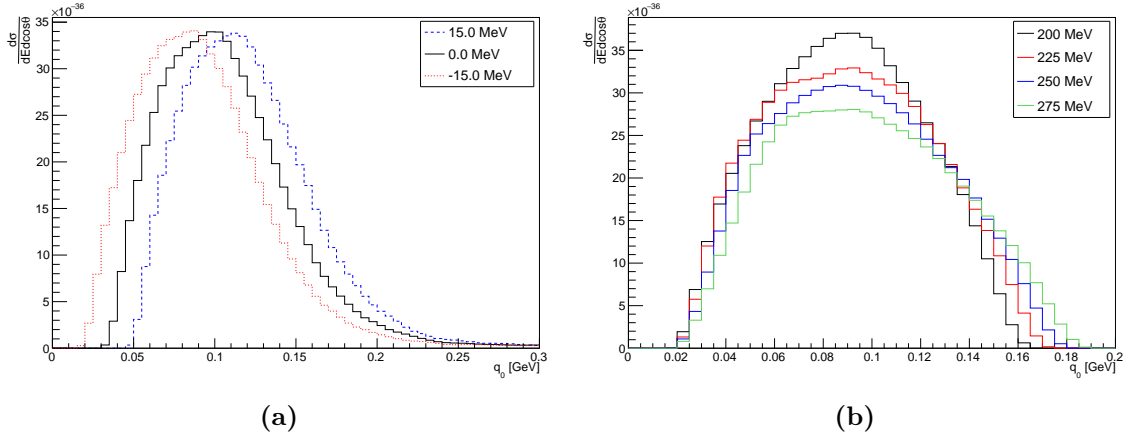 ×10⁻³⁶
dσ
dEdcosθ
15.0 MeV
0.0 MeV
-15.0 MeV
35
30
25
20
15
10
5
0
0 0.05 0.1 0.15 0.2 0.25 0.3
q₀ [GeV]
(a)
×10⁻³⁶
dσ
dEdcosθ
200 MeV
225 MeV
250 MeV
275 MeV
35
30
25
20
15
10
5
0
0 0.02 0.04 0.06 0.08 0.1 0.12 0.14 0.16 0.18 0.2
q₀ [GeV]
(b)